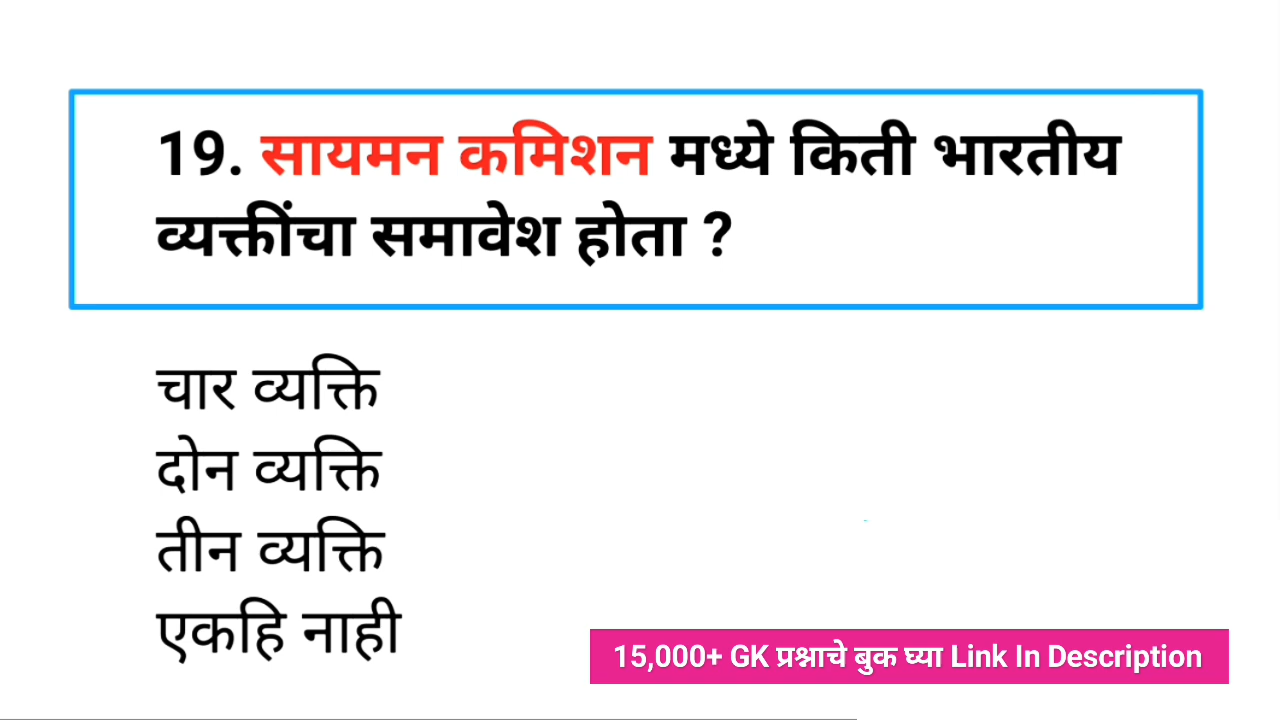 19. सायमन कमिशन मध्ये किती भारतीय
व्यक्तींचा समावेश होता ?
चार व्यक्ति
दोन व्यक्ति
तीन व्यक्ति
एकहि नाही
15,000+ GK प्रश्नाचे बुक घ्या Link In Description